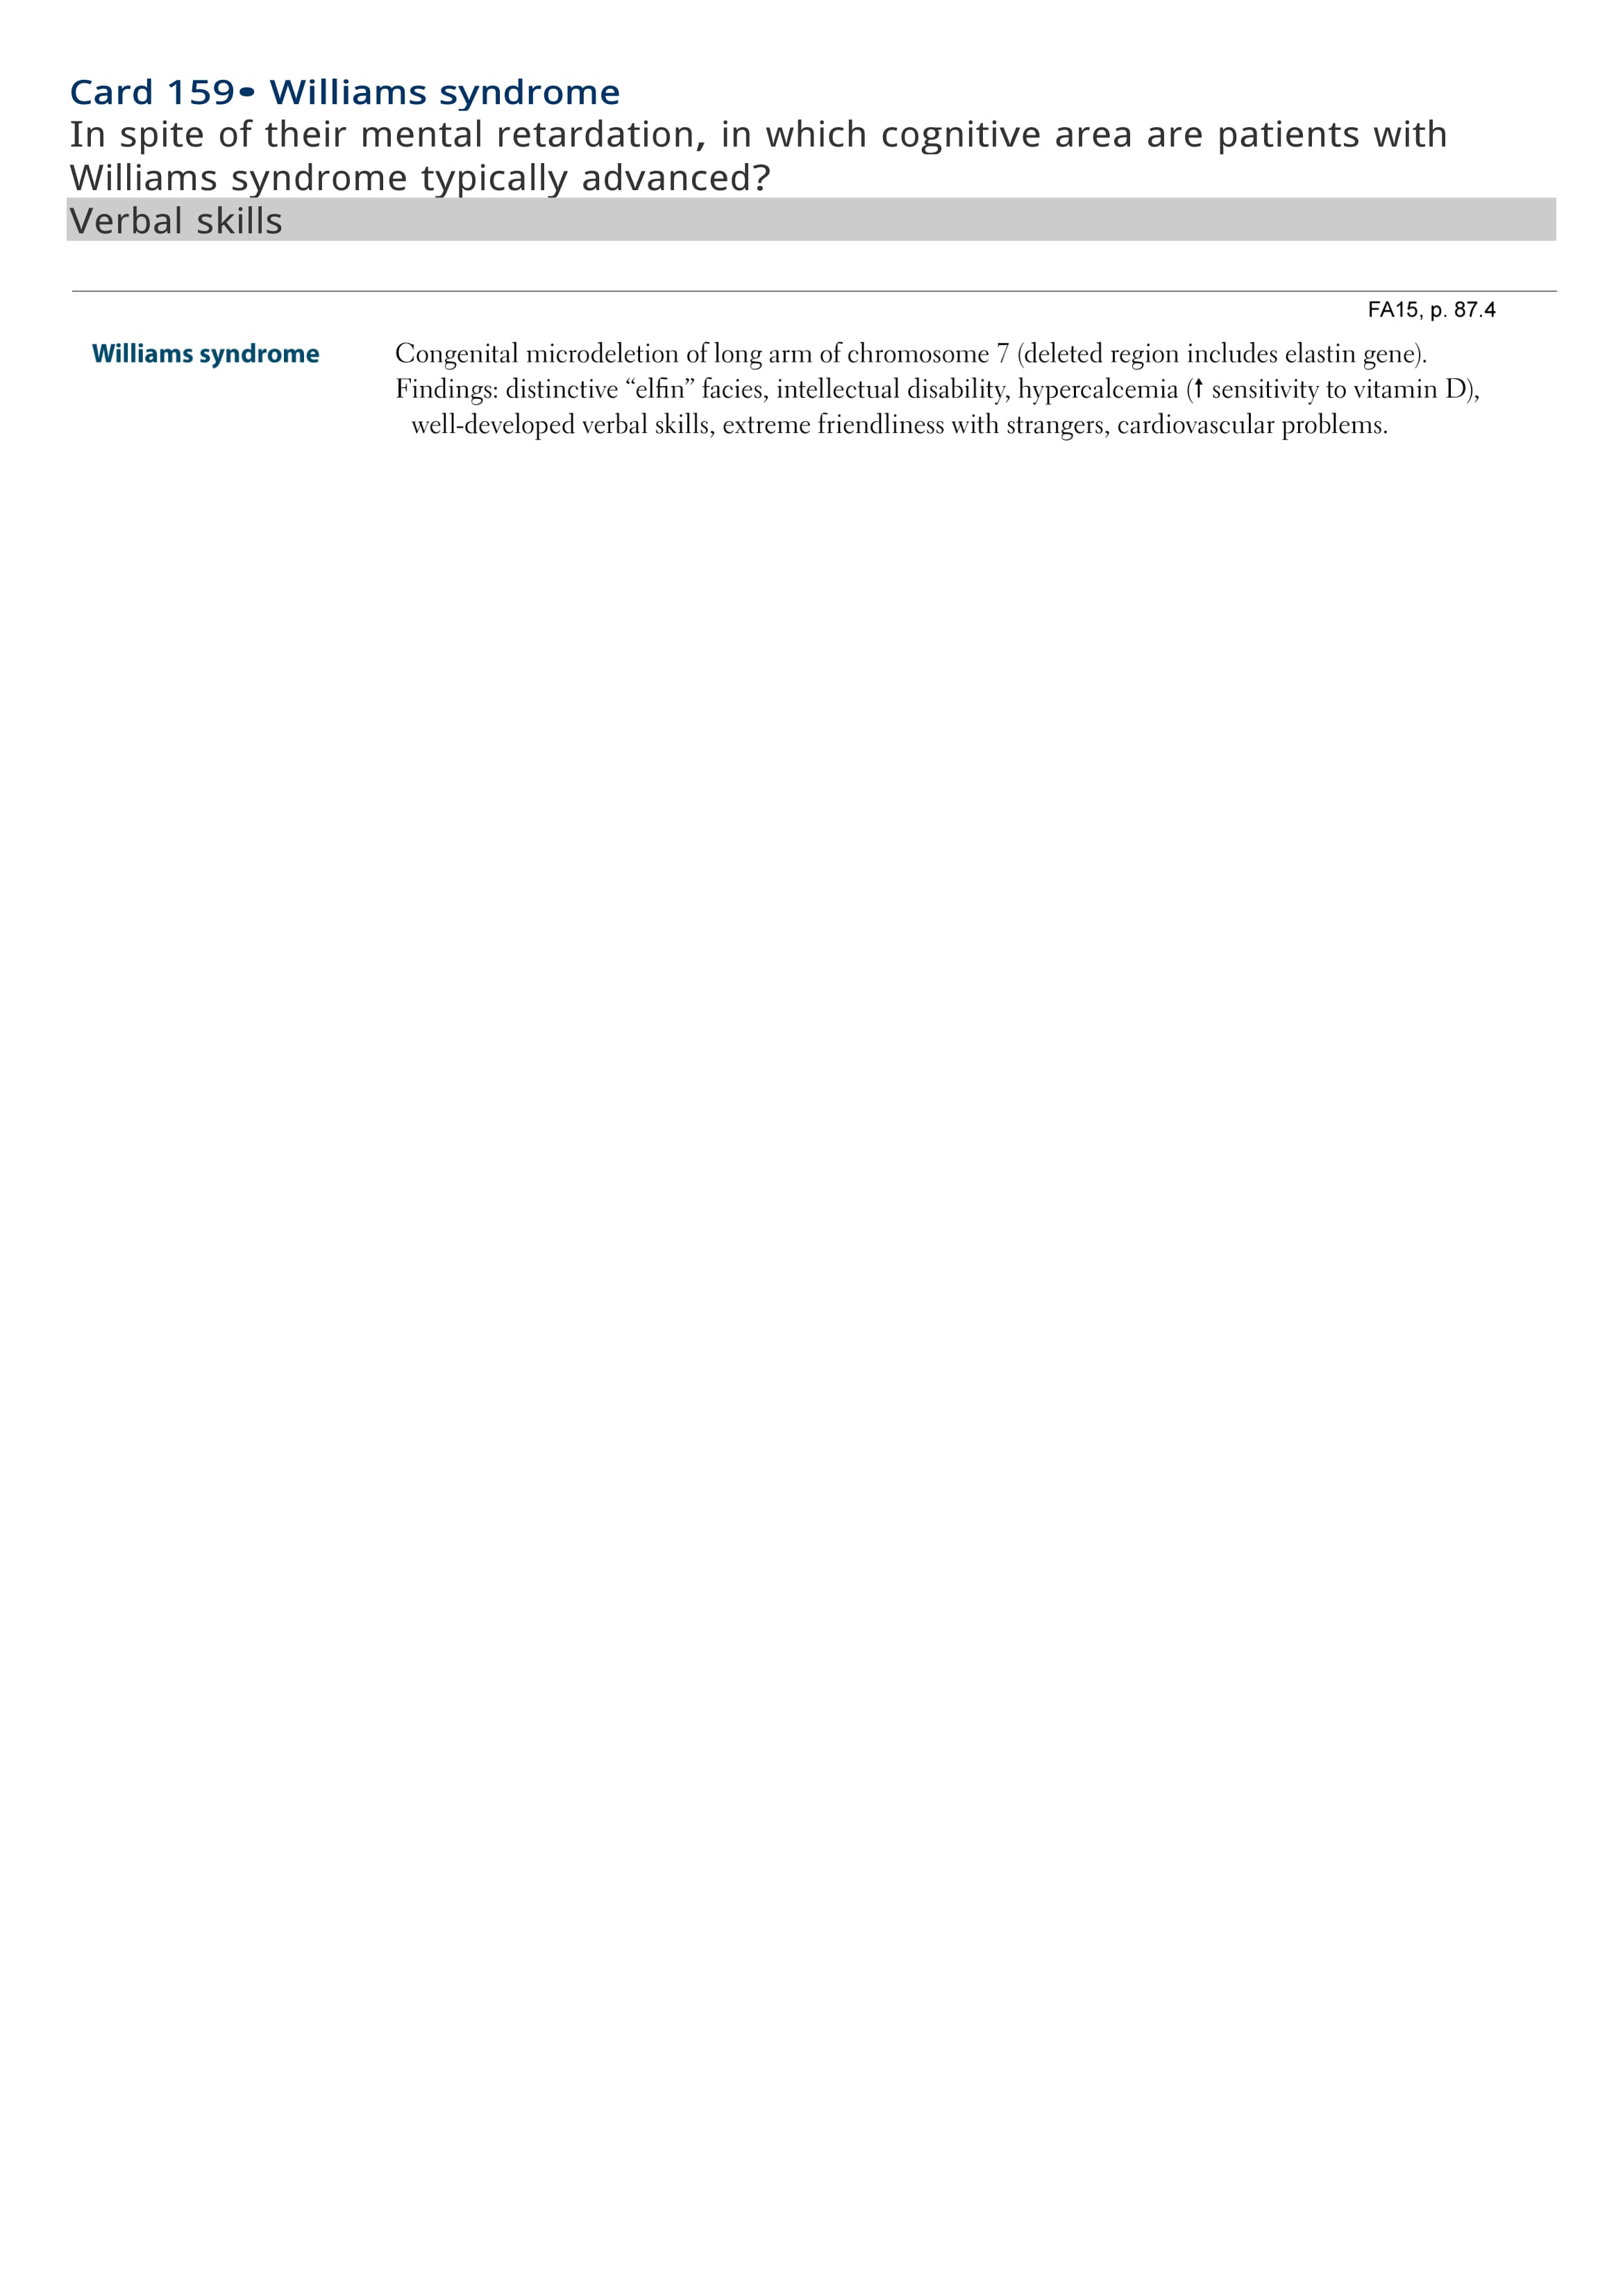 Card 159• Williams syndrome
In spite of their mental retardation, in which cognitive area are patients with
Williams syndrome typically advanced?
Verbal skills
FA15, p. 87.4
Williams syndrome
Congenital microdeletion of long arm of chromosome 7 (deleted region includes elastin gene).
Findings: distinctive “elfin” facies, intellectual disability, hypercalcemia (↑ sensitivity to vitamin D),
well-developed verbal skills, extreme friendliness with strangers, cardiovascular problems.